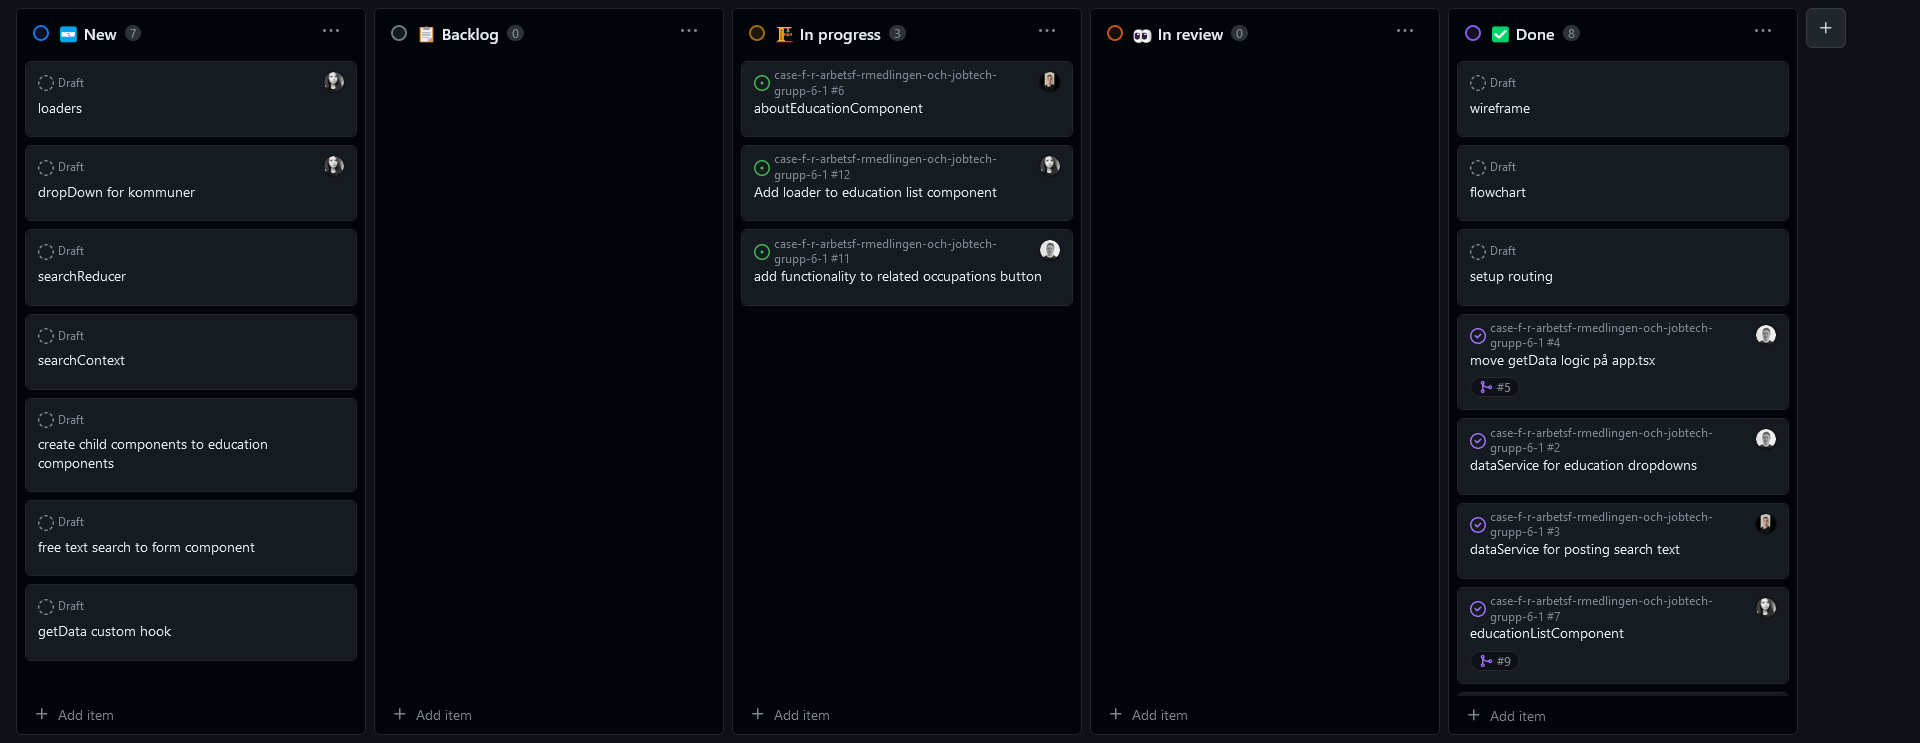 New 7
Draft
loaders
Draft
dropDown for kommuner
Draft
searchReducer
Draft
searchContext
Draft
create child components to education
components
Draft
free text search to form component
Draft
getData custom hook
Add item
Backlog 0
Add item
In progress 3
case-f-r-arbetsf-rmedlingen-och-jobtech-
grupp-6-1 #6
aboutEducationComponent
case-f-r-arbetsf-rmedlingen-och-jobtech-
grupp-6-1 #12
Add loader to education list component
case-f-r-arbetsf-rmedlingen-och-jobtech-
grupp-6-1 #11
add functionality to related occupations button
Add item
In review 0
Add item
Done 8
Draft
wireframe
Draft
flowchart
Draft
setup routing
case-f-r-arbetsf-rmedlingen-och-jobtech-
grupp-6-1 #4
move getData logic på app.tsx
#5
case-f-r-arbetsf-rmedlingen-och-jobtech-
grupp-6-1 #2
dataService for education dropdowns
case-f-r-arbetsf-rmedlingen-och-jobtech-
grupp-6-1 #3
dataService for posting search text
case-f-r-arbetsf-rmedlingen-och-jobtech-
grupp-6-1 #7
educationListComponent
#9
Add item